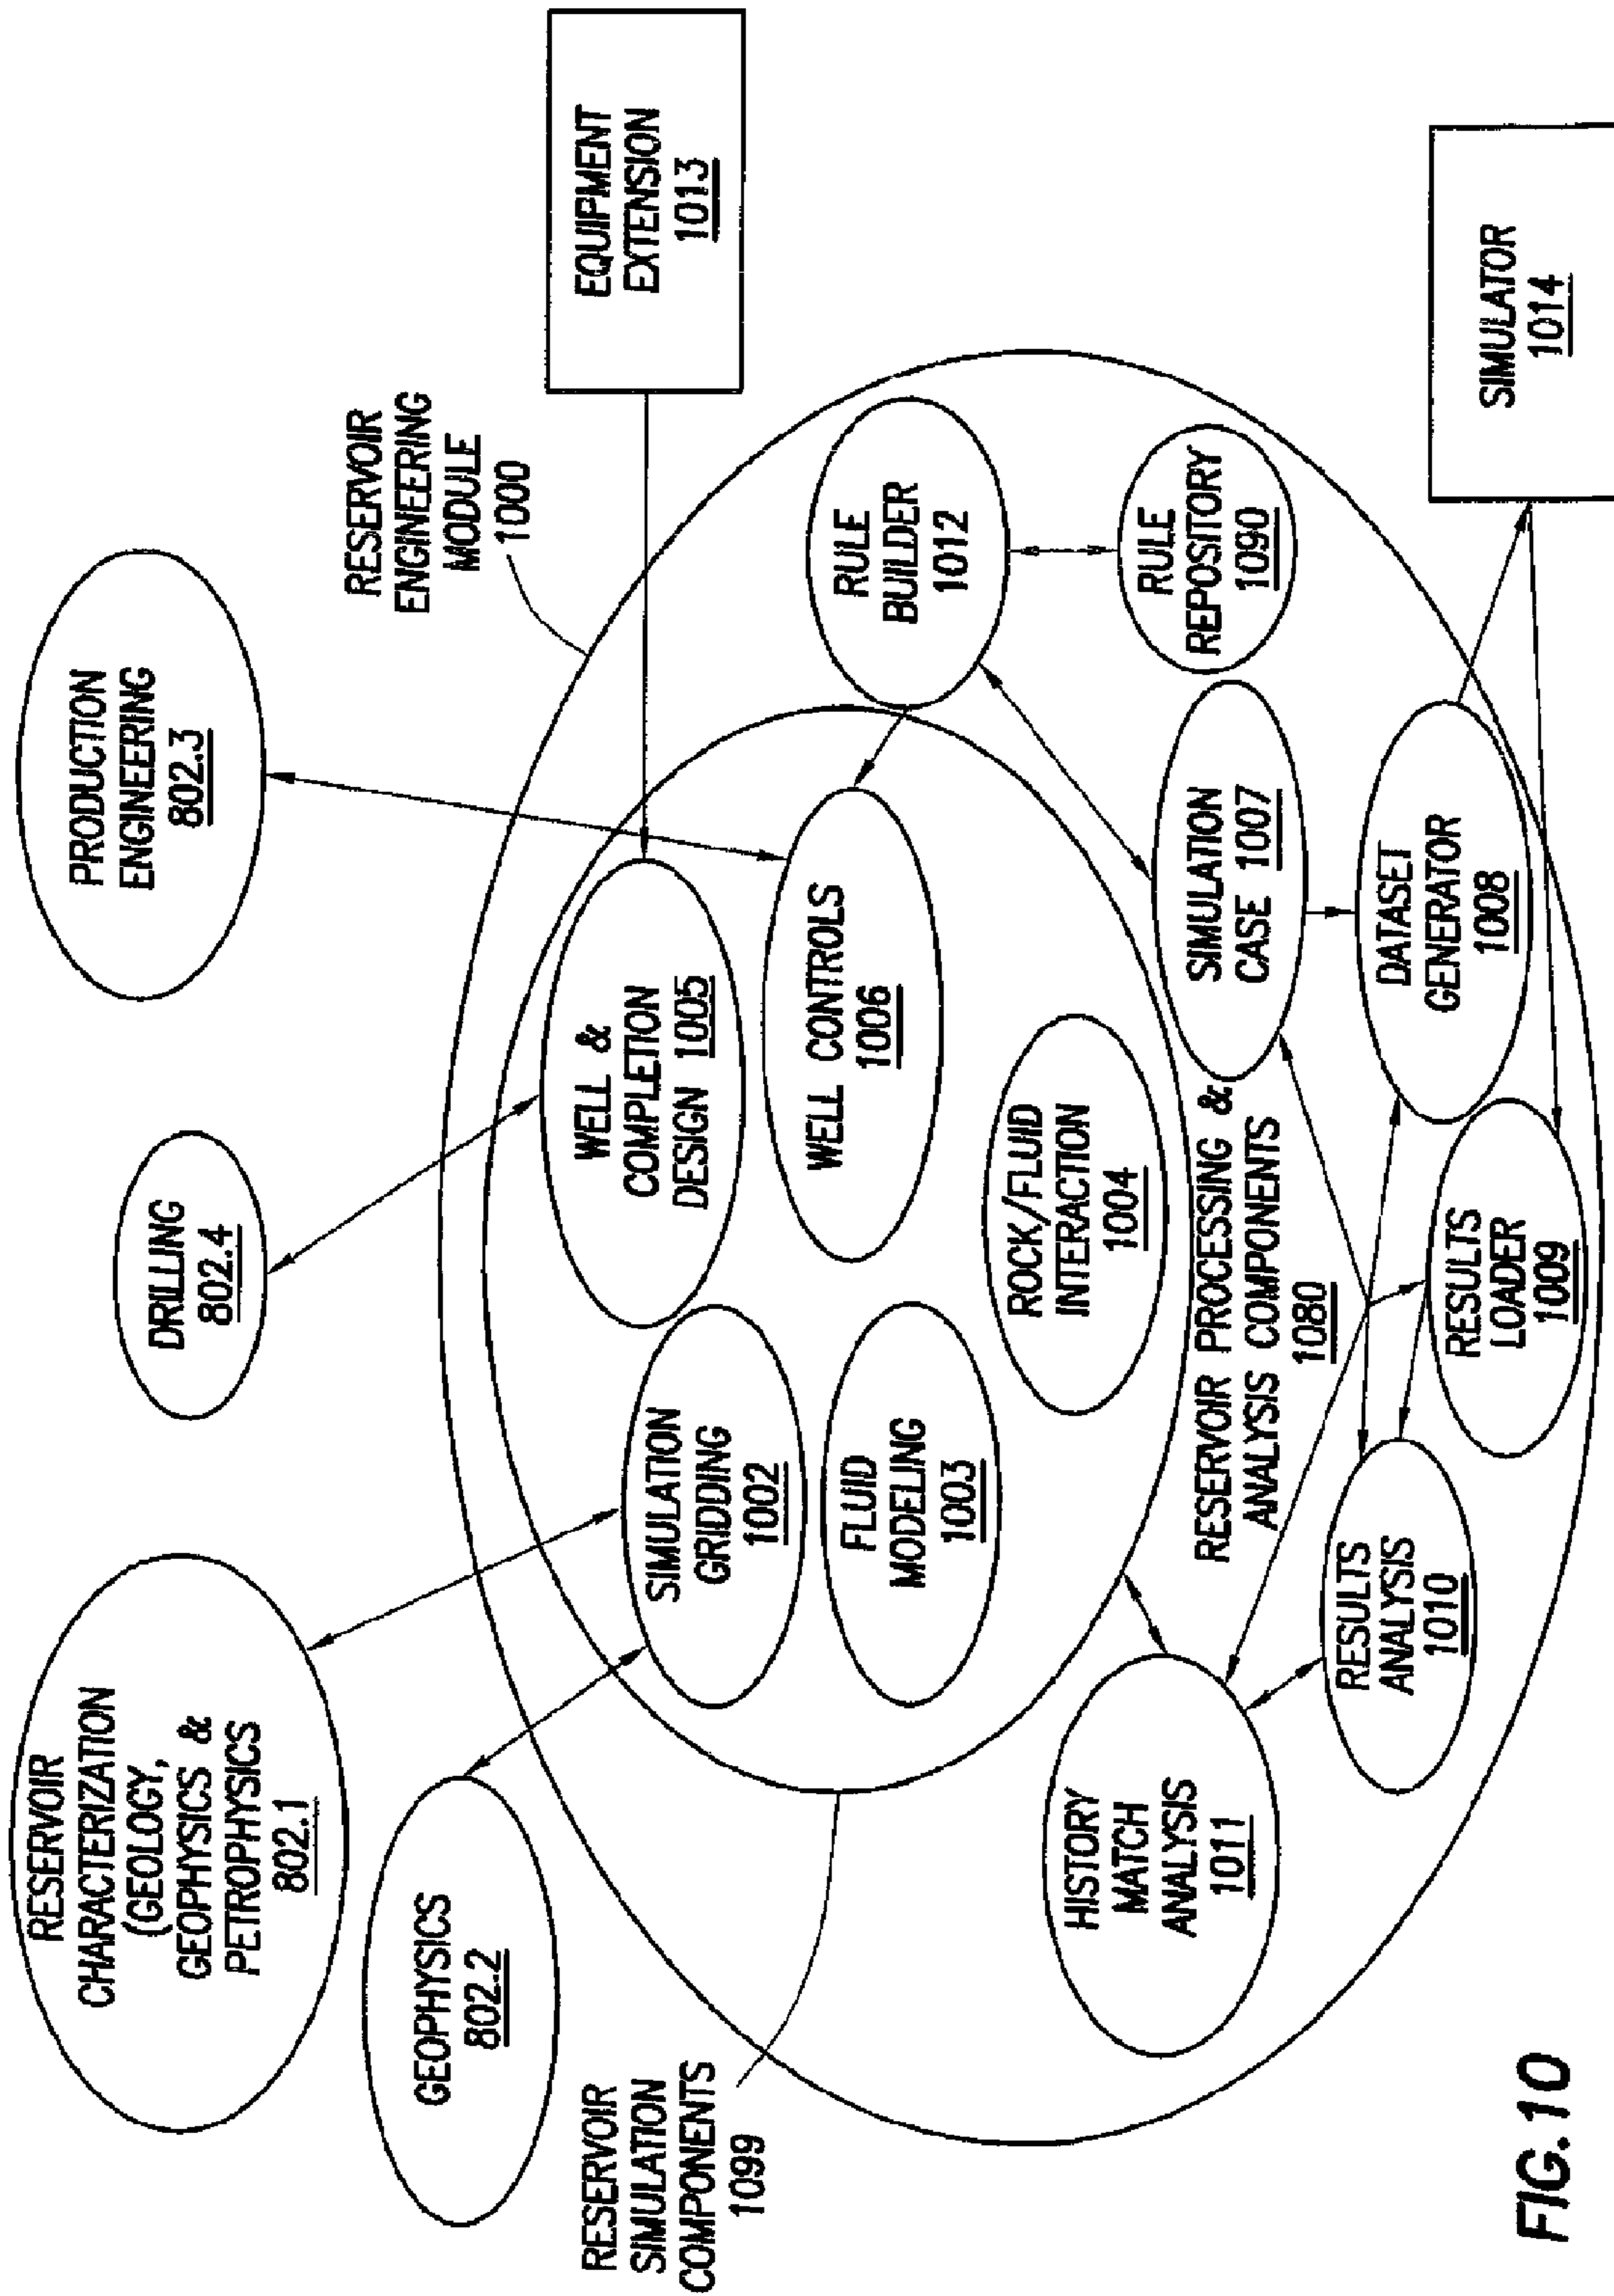 RESERVOIR
CHARACTERIZATION
(GEOLOGY,
GEOPHYSICS &
PETROPHYSICS
802.1
DRILLING
802.4
PRODUCTION
ENGINEERING
802.3
GEOPHYSICS
802.2
RESERVOIR
ENGINEERING
MODULE
1000
EQUIPMENT
EXTENSION
1013
RESERVOIR
SIMULATION
COMPONENTS
1099
SIMULATION
GRIDDING
1002
WELL &
COMPLETION
DESIGN 1005
FLUID
MODELING
1003
WELL CONTROLS
1006
ROCK/FLUID
INTERACTION
1004
RULE
BUILDER
1012
RULE
REPOSITORY
1090
HISTORY
MATCH
ANALYSIS
1011
RESERVOIR PROCESSING &
ANALYSIS COMPONENTS
1080
SIMULATION
CASE 1007
RESULTS
ANALYSIS
1010
RESULTS
LOADER
1009
DATASET
GENERATOR
1008
SIMULATOR
1014
FIG.10